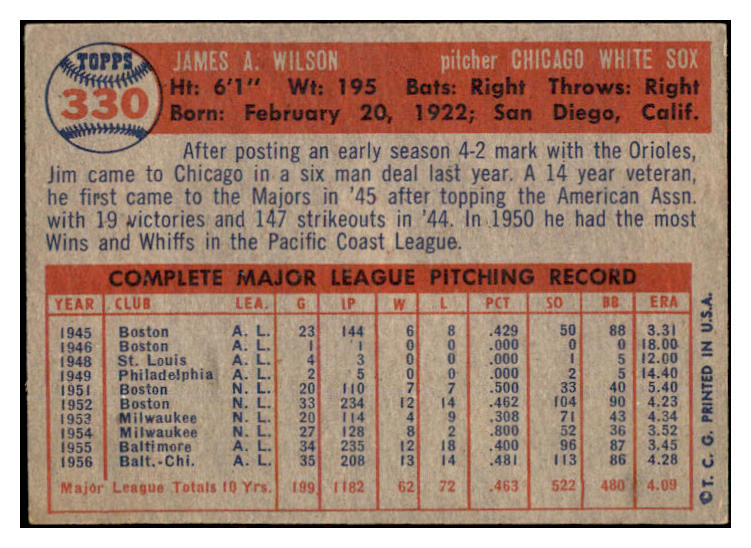 TOPPS
330
JAMES A. WILSON pitcher CHICAGO WHITE SOX
Ht: 6'1" Wt: 195 Bats: Right Throws: Right
Born: February 20, 1922; San Diego, Calif.
After posting an early season 4-2 mark with the Orioles,
Jim came to Chicago in a six man deal last year. A 14 year veteran,
he first came to the Majors in '45 after topping the American Assn.
with 19 victories and 147 strikeouts in '44. In 1950 he had the most
Wins and Whiffs in the Pacific Coast League.
COMPLETE MAJOR LEAGUE PITCHING RECORD
YEAR CLUB LEA. G IP W L PCT SO BB ERA
1945 Boston A. L. 23 144 6 8 .429 50 88 3.31
1946 Boston A. L. 1 1 0 0 .000 0 0 18.00
1948 St. Louis A. L. 4 3 0 0 .000 1 5 12.00
1949 Philadelphia A. L. 2 5 0 0 .000 2 5 14.40
1951 Boston N. L. 20 110 7 7 .500 33 40 5.40
1952 Boston N. L. 33 234 12 14 .462 104 90 4.23
1953 Milwaukee N. L. 20 114 4 9 .308 71 43 4.34
1954 Milwaukee N. L. 27 128 8 2 .800 52 36 3.52
1955 Baltimore A. L. 34 235 12 18 .400 96 87 3.45
1956 Balt.-Chi. A. L. 35 208 13 14 .481 113 86 4.28
Major League Totals 10 Yrs. 199 1182 62 72 .463 522 480 4.09
© T. C. G. PRINTED IN U.S.A.